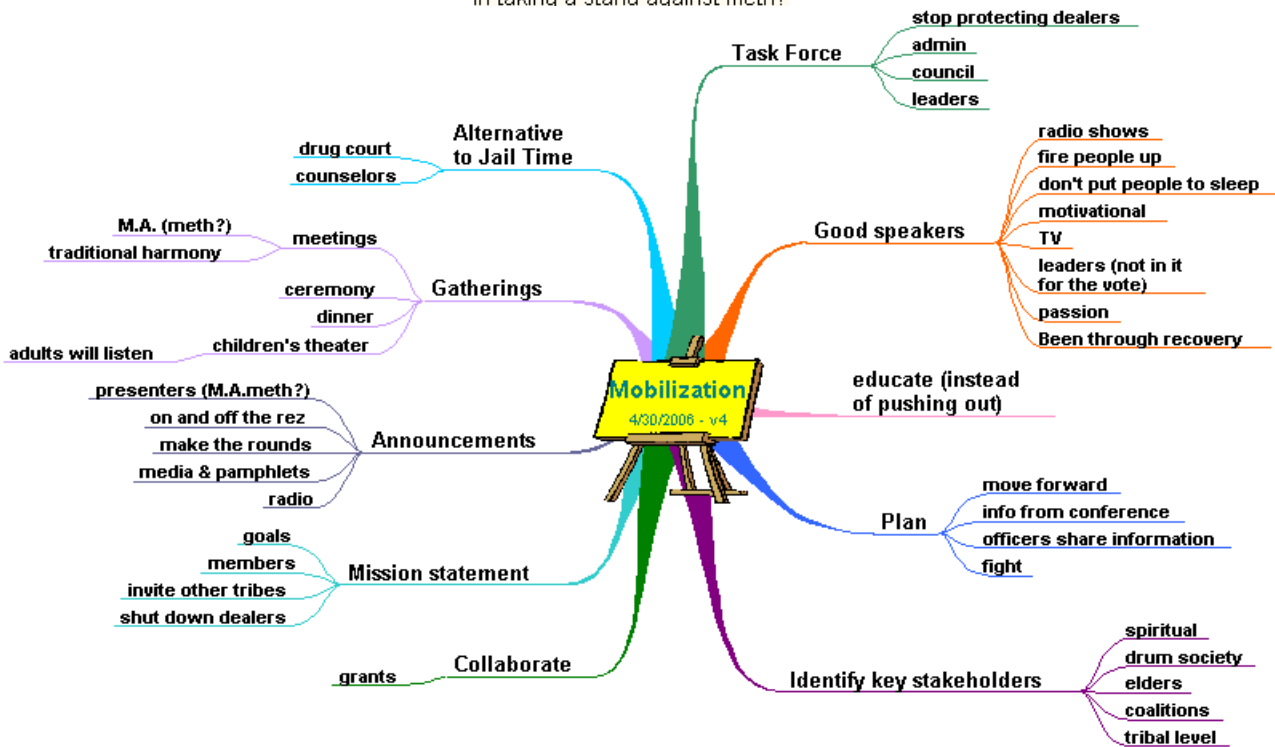 in taking a stand against meth?
Task Force
stop protecting dealers
admin
council
leaders
Good speakers
radio shows
fire people up
don't put people to sleep
motivational
TV
leaders (not in it
for the vote)
passion
Been through recovery
educate (instead
of pushing out)
Plan
move forward
info from conference
officers share information
fight
Identify key stakeholders
spiritual
drum society
elders
coalitions
tribal level
Collaborate
grants
Mission statement
goals
members
invite other tribes
shut down dealers
Announcements
presenters (M.A.meth?)
on and off the rez
make the rounds
media & pamphlets
radio
Gatherings
meetings
M.A. (meth?)
traditional harmony
ceremony
dinner
children's theater
adults will listen
Alternative
to Jail Time
drug court
counselors
Mobilization
4/30/2006 - v4